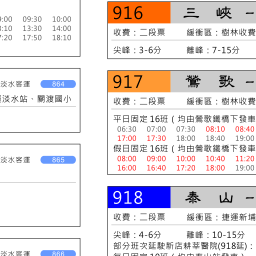 00 09:30 10:00
10 13:30 14:00
20 17:50 18:10
淡水客運 864
淡水站、關渡國小
淡水客運 865
淡水客運 866
916 三 峽 -
收費：二段票 緩衝區：樹林收費
尖峰：3-6分 離峰：7-15分
917 鶯 歌 -
收費：二段票 緩衝區：樹林收費
平日固定16班 ( 均由鶯歌鐵橋下發車
06:30 07:00 07:30 08:10 08:40
17:00 17:30 18:00 18:40 19:00
假日固定12班 ( 均由鶯歌鐵橋下發車
08:00 09:00 10:00 10:40 11:20
16:00 16:40 17:20 18:00 19:00
918 泰 山 -
收費：二段票 緩衝區：捷運新埔
尖峰：4-6分 離峰：10-15分
部分班次延駛新店耕莘醫院(918延)：